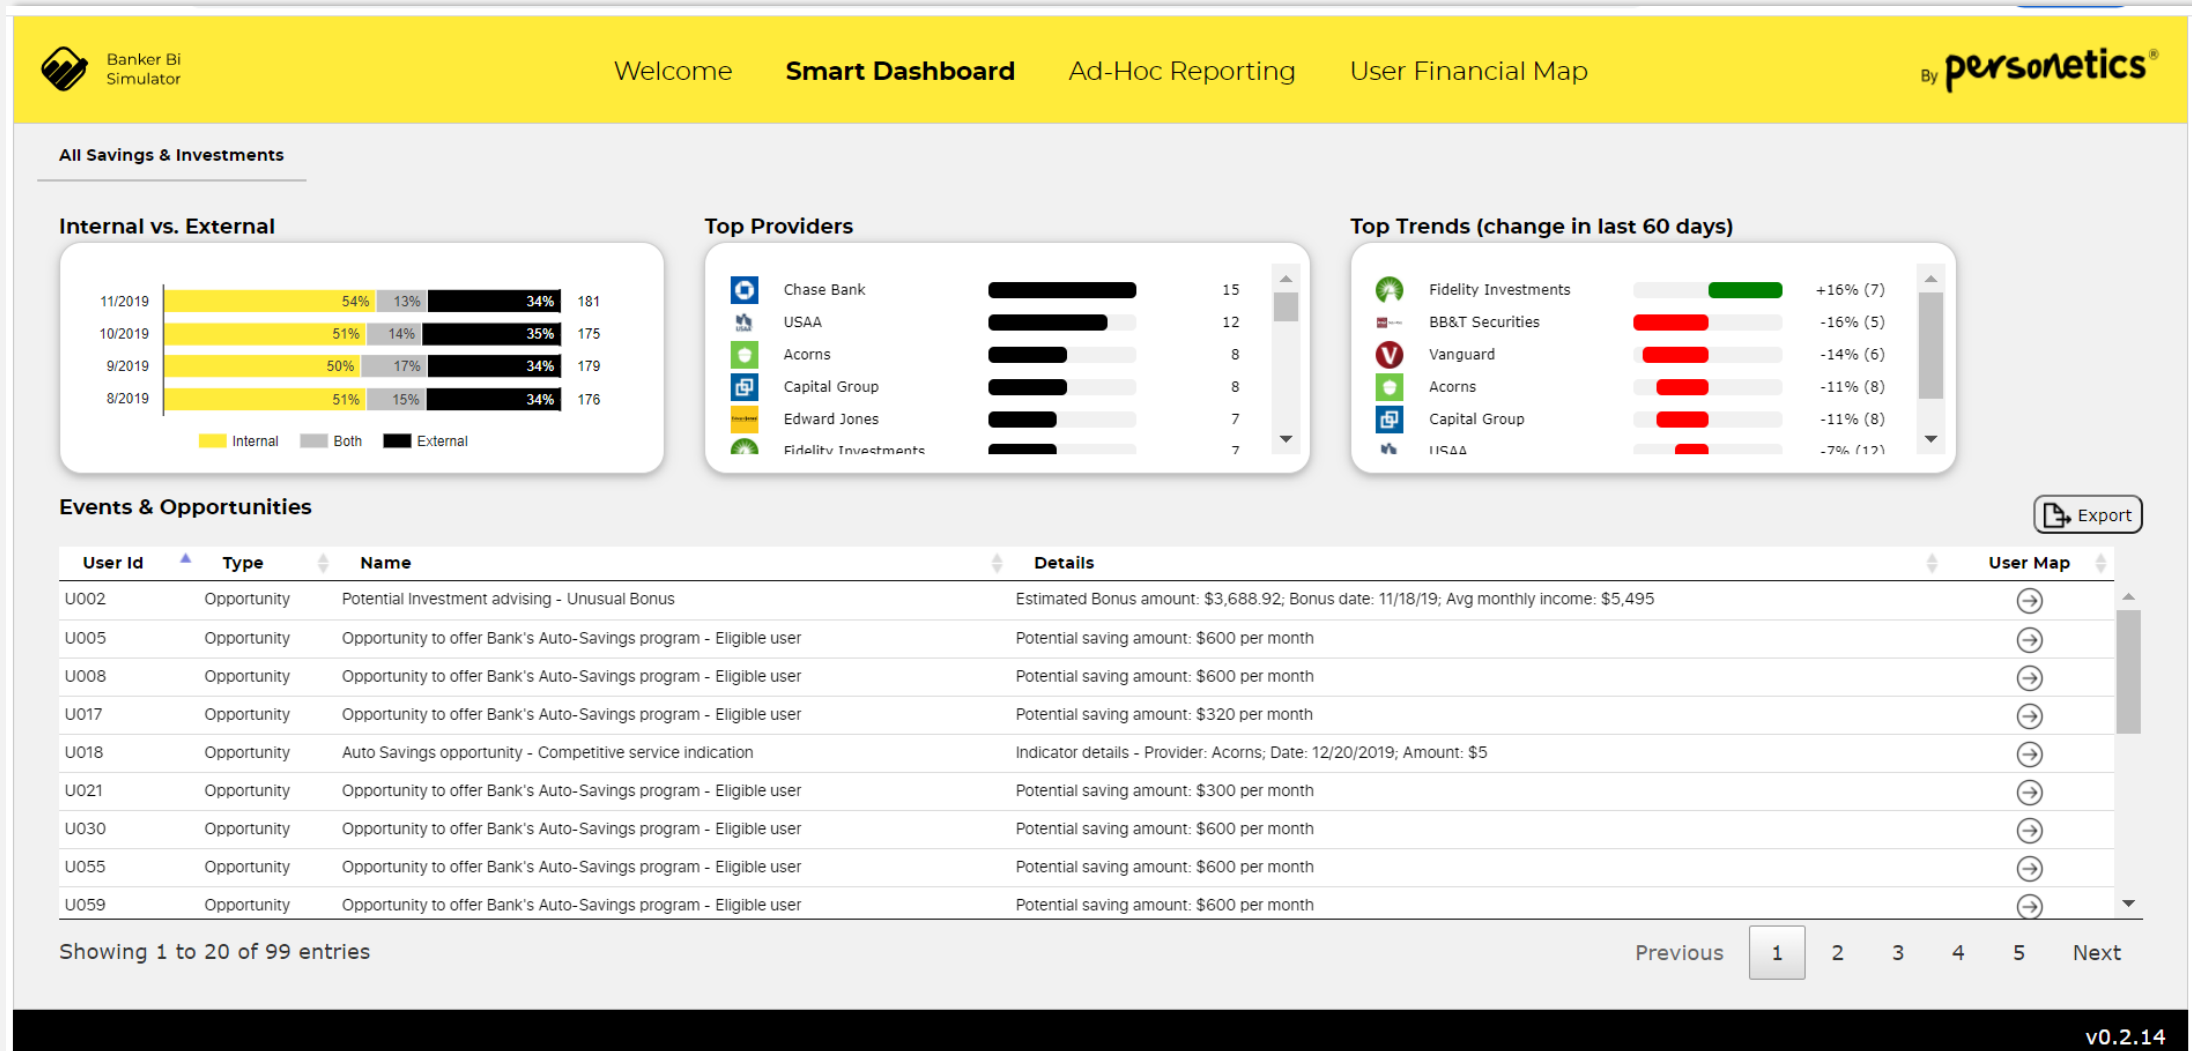 Banker Bi
Simulator
Welcome Smart Dashboard Ad-Hoc Reporting User Financial Map
By personetics®
All Savings & Investments
Internal vs. External
11/2019 54% 13% 34% 181
10/2019 51% 14% 35% 175
9/2019 50% 17% 34% 179
8/2019 51% 15% 34% 176
Internal Both External
Top Providers
Chase Bank 15
USAA 12
Acorns 8
Capital Group 8
Edward Jones 7
Fidelity Investments 7
Top Trends (change in last 60 days)
Fidelity Investments +16% (7)
BB&T Securities -16% (5)
Vanguard -14% (6)
Acorns -11% (8)
Capital Group -11% (8)
USAA -7% (12)
Events & Opportunities
Export
User Id Type Name Details User Map
U002 Opportunity Potential Investment advising - Unusual Bonus Estimated Bonus amount: $3,688.92; Bonus date: 11/18/19; Avg monthly income: $5,495
U005 Opportunity Opportunity to offer Bank's Auto-Savings program - Eligible user Potential saving amount: $600 per month
U008 Opportunity Opportunity to offer Bank's Auto-Savings program - Eligible user Potential saving amount: $600 per month
U017 Opportunity Opportunity to offer Bank's Auto-Savings program - Eligible user Potential saving amount: $320 per month
U018 Opportunity Auto Savings opportunity - Competitive service indication Indicator details - Provider: Acorns; Date: 12/20/2019; Amount: $5
U021 Opportunity Opportunity to offer Bank's Auto-Savings program - Eligible user Potential saving amount: $300 per month
U030 Opportunity Opportunity to offer Bank's Auto-Savings program - Eligible user Potential saving amount: $600 per month
U055 Opportunity Opportunity to offer Bank's Auto-Savings program - Eligible user Potential saving amount: $600 per month
U059 Opportunity Opportunity to offer Bank's Auto-Savings program - Eligible user Potential saving amount: $600 per month
Showing 1 to 20 of 99 entries
Previous 1 2 3 4 5 Next
v0.2.14